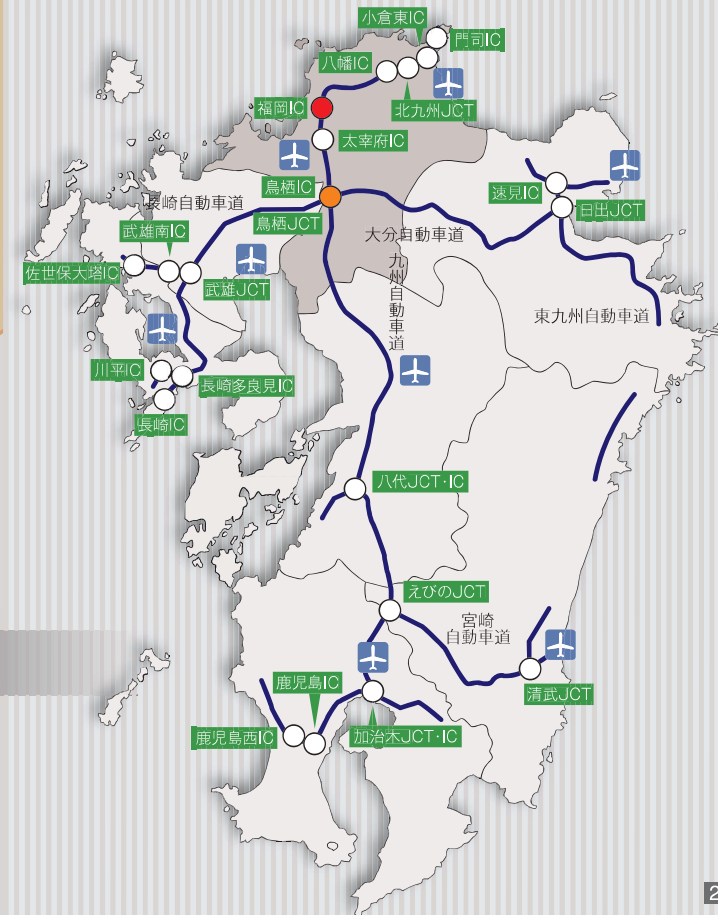 小倉東IC
門司IC
八幡IC
北九州JCT
福岡IC
太宰府IC
鳥栖IC
長崎自動車道
鳥栖JCT
速見IC
日出JCT
大分自動車道
武雄南IC
佐世保大塔IC
武雄JCT
九州自動車道
東九州自動車道
川平IC
長崎多良見IC
長崎IC
八代JCT・IC
えびのJCT
宮崎
自動車道
鹿児島IC
清武JCT
鹿児島西IC
加治木JCT・IC
2